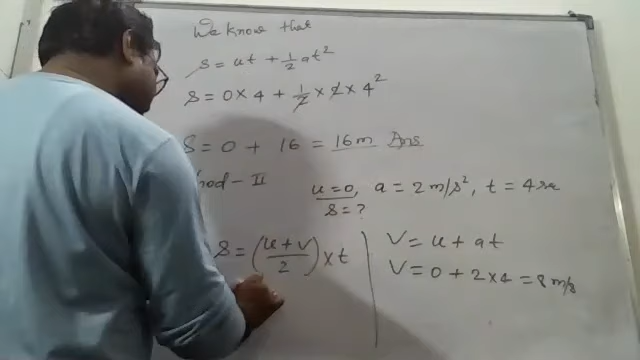 We know that
s = ut + 1/2 at²
s = 0 × 4 + 1/2 × 2 × 4²
s = 0 + 16 = 16m Ans
hod - II
u = 0, a = 2 m/s², t = 4 sec
s = ?
s = (u + v / 2) × t
V = u + at
V = 0 + 2 × 4 = 8 m/s